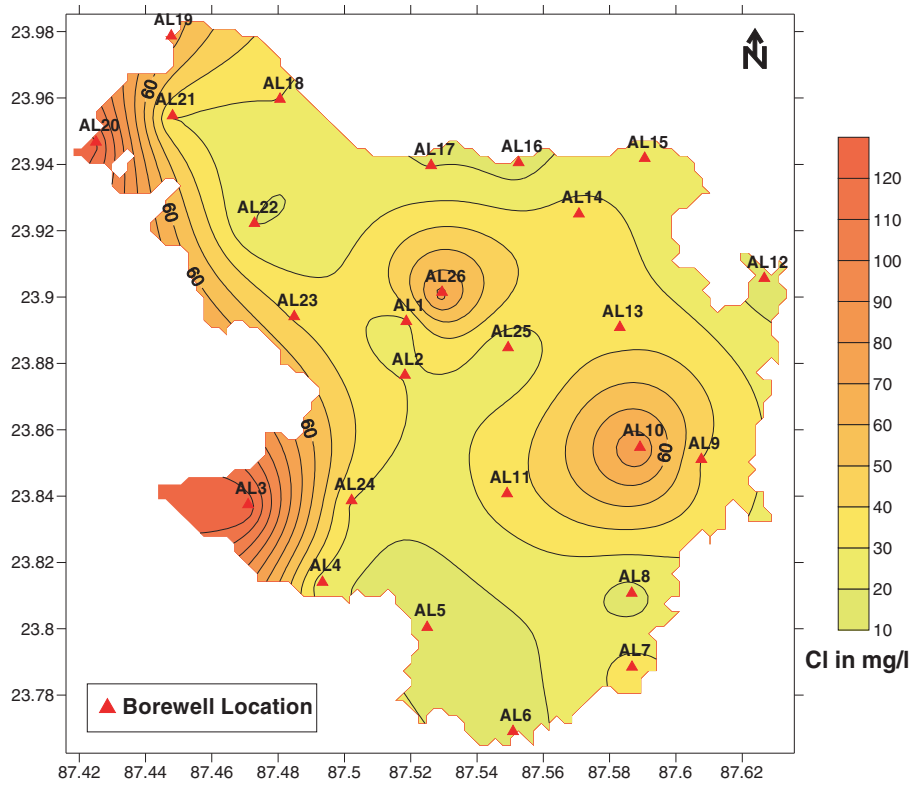 AL19
23.98
N
AL18
60
23.96
AL21
AL20
AL17
AL16
AL15
23.94
AL14
AL22
60
23.92
AL12
60
AL26
23.9
AL23
AL1
AL13
AL25
23.88
AL2
23.86
60
AL10
60
AL9
AL3
AL24
AL11
23.84
23.82
AL4
AL8
AL5
23.8
AL7
23.78
AL6
Borewell Location
87.42 87.44 87.46 87.48 87.5 87.52 87.54 87.56 87.58 87.6 87.62
120
110
100
90
80
70
60
50
40
30
20
10
Cl in mg/l